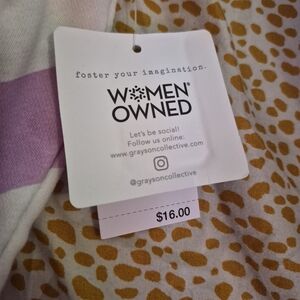 foster your imagination.
WOMEN
OWNED
Let's be social!
Follow us online:
www.graysoncollective.com
@graysoncollective
$16.00